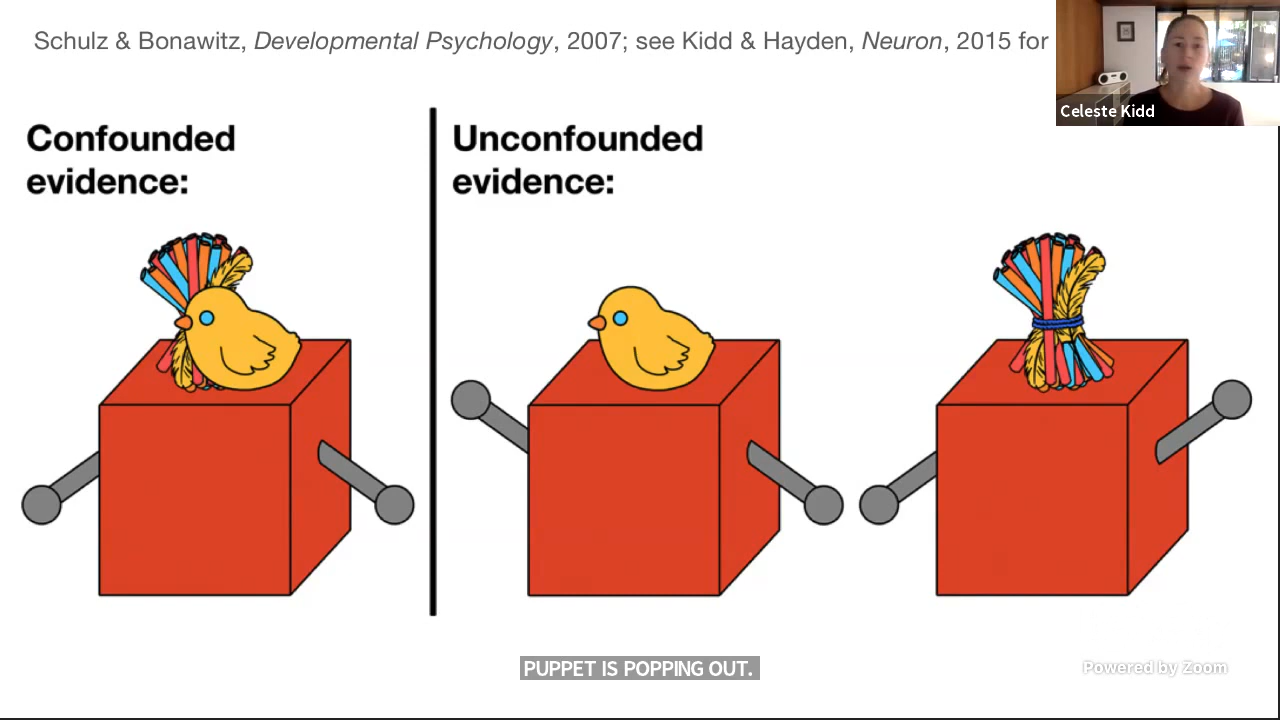 Schulz & Bonawitz, Developmental Psychology, 2007; see Kidd & Hayden, Neuron, 2015 for
Celeste Kidd
Confounded
evidence:
Unconfounded
evidence:
PUPPET IS POPPING OUT.
Powered by Zoom